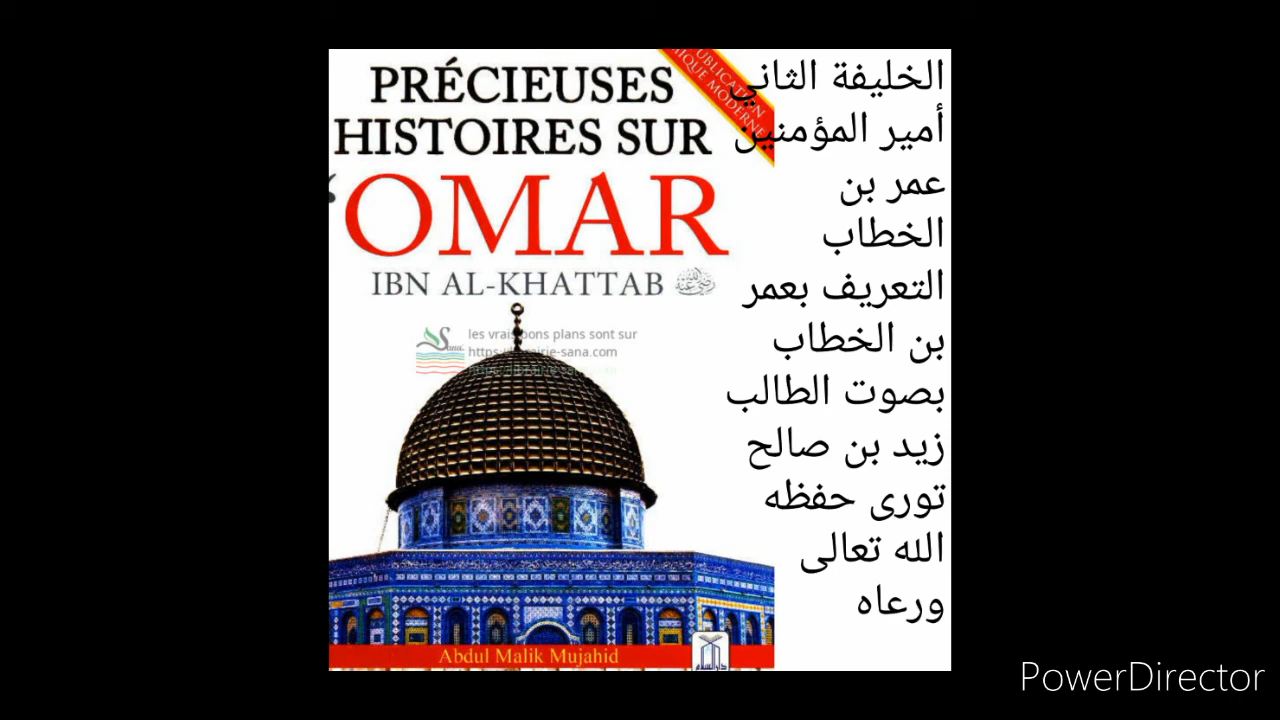 PRÉCIEUSES
HISTOIRES SUR
‘OMAR
IBN AL-KHATTAB
les vrais bons plans sont sur
Sana
Abdul Malik Mujahid
الخليفة الثاني
أمير المؤمنين
عمر بن
الخطاب
التعريف بعمر
بن الخطاب
بصوت الطالب
زيد بن صالح
تورى حفظه
الله تعالى
ورعاه
PowerDirector